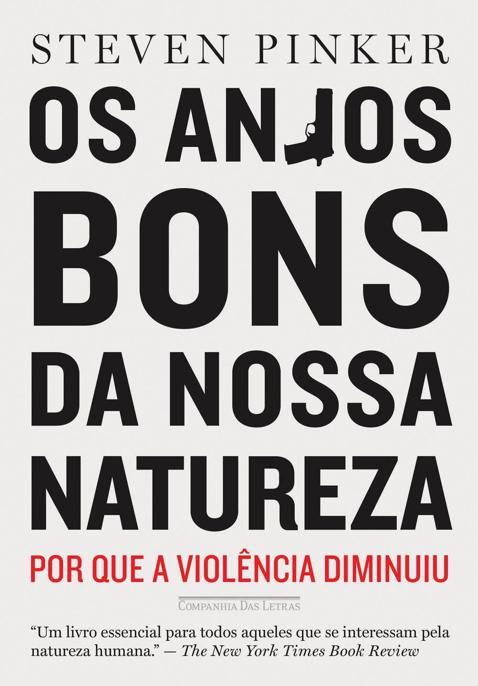 STEVEN PINKER
OS ANJOS
BONS
DA NOSSA
NATUREZA
POR QUE A VIOLÊNCIA DIMINUIU
COMPANHIA DAS LETRAS
“Um livro essencial para todos aqueles que se interessam pela
natureza humana.” — The New York Times Book Review